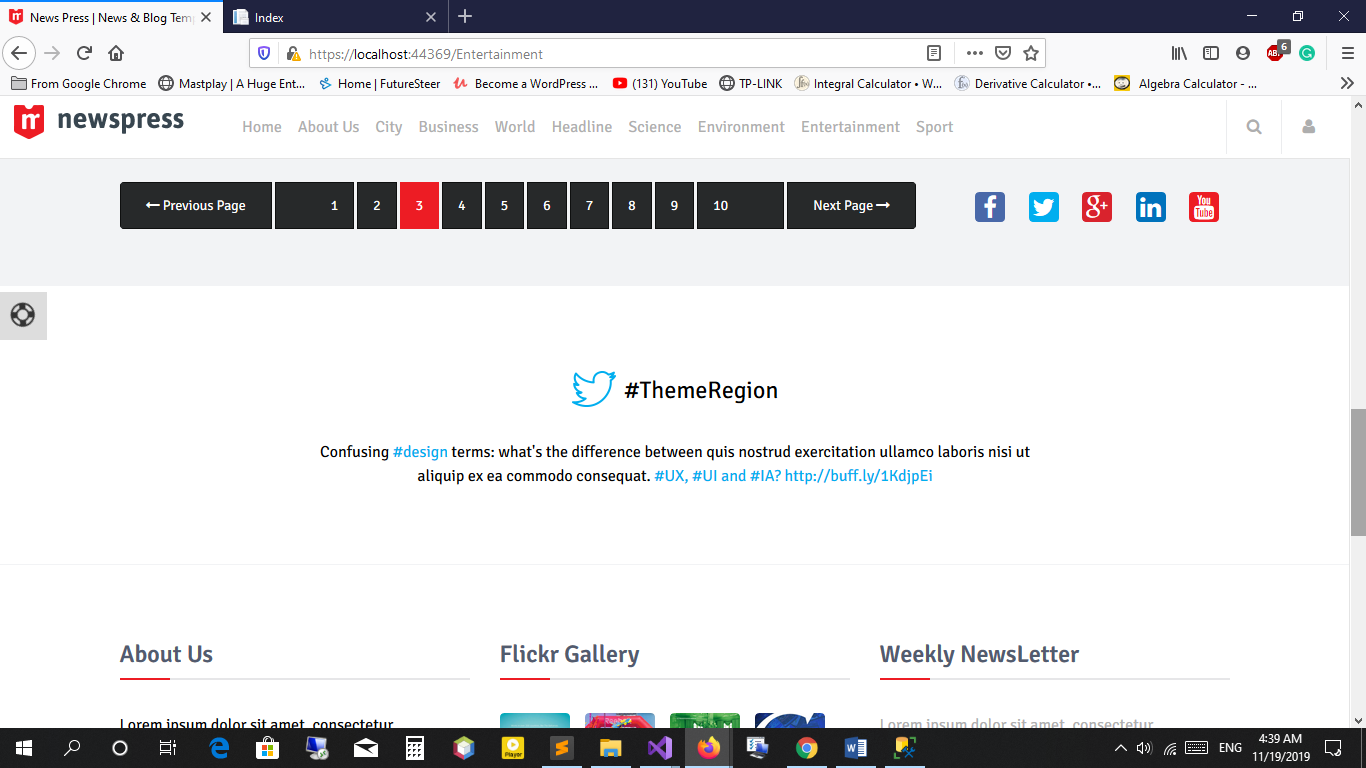 News Press | News & Blog Temp
Index
https://localhost:44369/Entertainment
6
From Google Chrome
Mastplay | A Huge Ent...
Home | FutureSteer
Become a WordPress ...
(131) YouTube
TP-LINK
Integral Calculator • W...
Derivative Calculator •...
Algebra Calculator - ...
newspress
Home About Us City Business World Headline Science Environment Entertainment Sport
Previous Page 1 2 3 4 5 6 7 8 9 10 Next Page
You
Tube
#ThemeRegion
Confusing #design terms: what's the difference between quis nostrud exercitation ullamco laboris nisi ut
aliquip ex ea commodo consequat. #UX, #UI and #IA? http://buff.ly/1KdjpEi
About Us
Flickr Gallery
Weekly NewsLetter
Lorem ipsum dolor sit amet, consectetur
Lorem ipsum dolor sit amet, consectetur
ENG
4:39 AM
11/19/2019